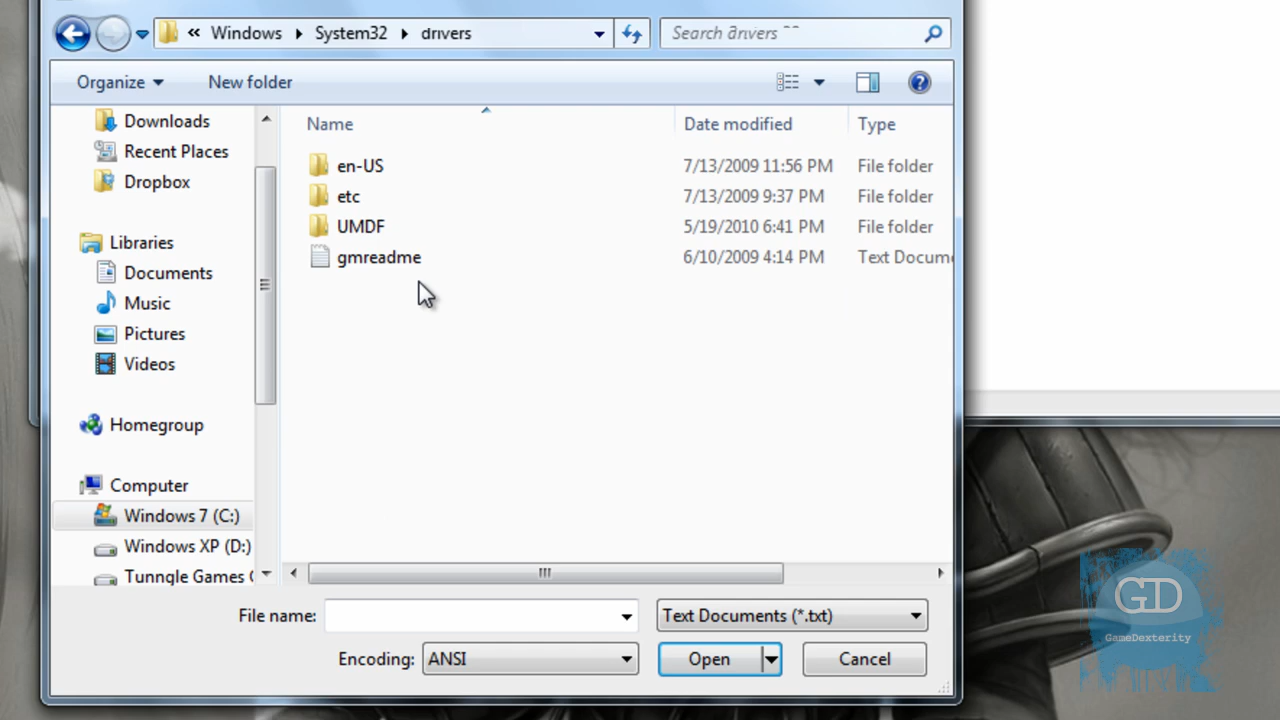 « Windows ▸ System32 ▸ drivers
Search drivers
Organize
New folder
Name
Date modified
Type
Downloads
Recent Places
Dropbox
Libraries
Documents
Music
Pictures
Videos
Homegroup
Computer
Windows 7 (C:)
Windows XP (D:)
Tunngle Games
en-US 7/13/2009 11:56 PM File folder
etc 7/13/2009 9:37 PM File folder
UMDF 5/19/2010 6:41 PM File folder
gmreadme 6/10/2009 4:14 PM Text Docum
File name:
Text Documents (*.txt)
Encoding: ANSI
Open
Cancel
GD
GameDexterity